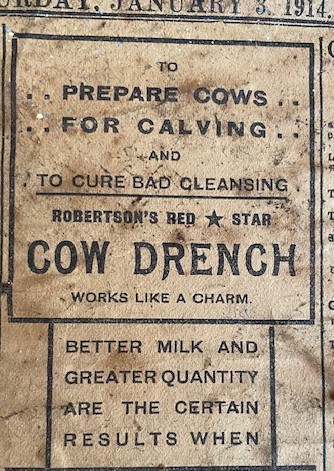 JANUARY 3, 1914.
TO
. . PREPARE COWS . .
. . FOR CALVING . .
AND
TO CURE BAD CLEANSING .
ROBERTSON'S RED ★ STAR
COW DRENCH
WORKS LIKE A CHARM.
BETTER MILK AND
GREATER QUANTITY
ARE THE CERTAIN
RESULTS WHEN